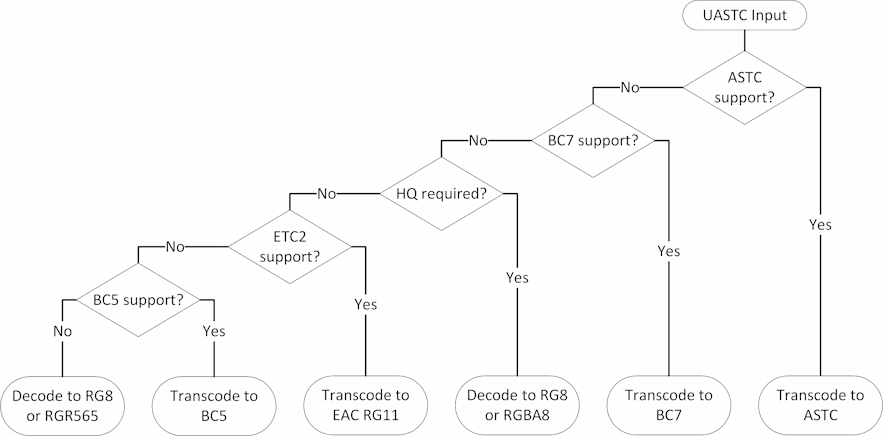 UASTC Input
ASTC
support?
No
BC7 support?
No
HQ required?
No
Yes
ETC2
support?
No
Yes
Yes
BC5 support?
Yes
No
Yes
Decode to RG8
or RGR565
Transcode to
BC5
Transcode to
EAC RG11
Decode to RG8
or RGBA8
Transcode to
BC7
Transcode to
ASTC